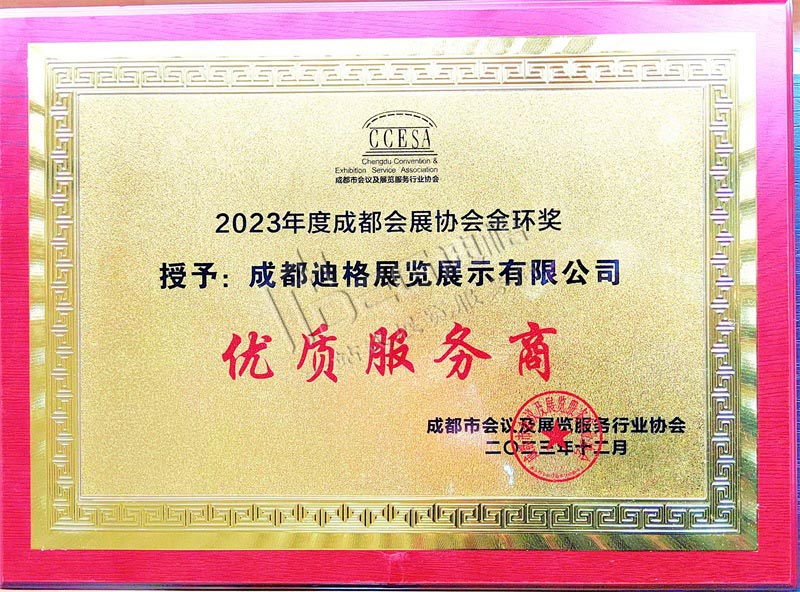 CCESA
Chengdu Convention &
Exhibition Service Association
成都市会议及展览服务行业协会
2023年度成都会展协会金环奖
授予：成都迪格展览展示有限公司
优质服务商
成都市会议及展览服务行业协会
二〇二三年十二月